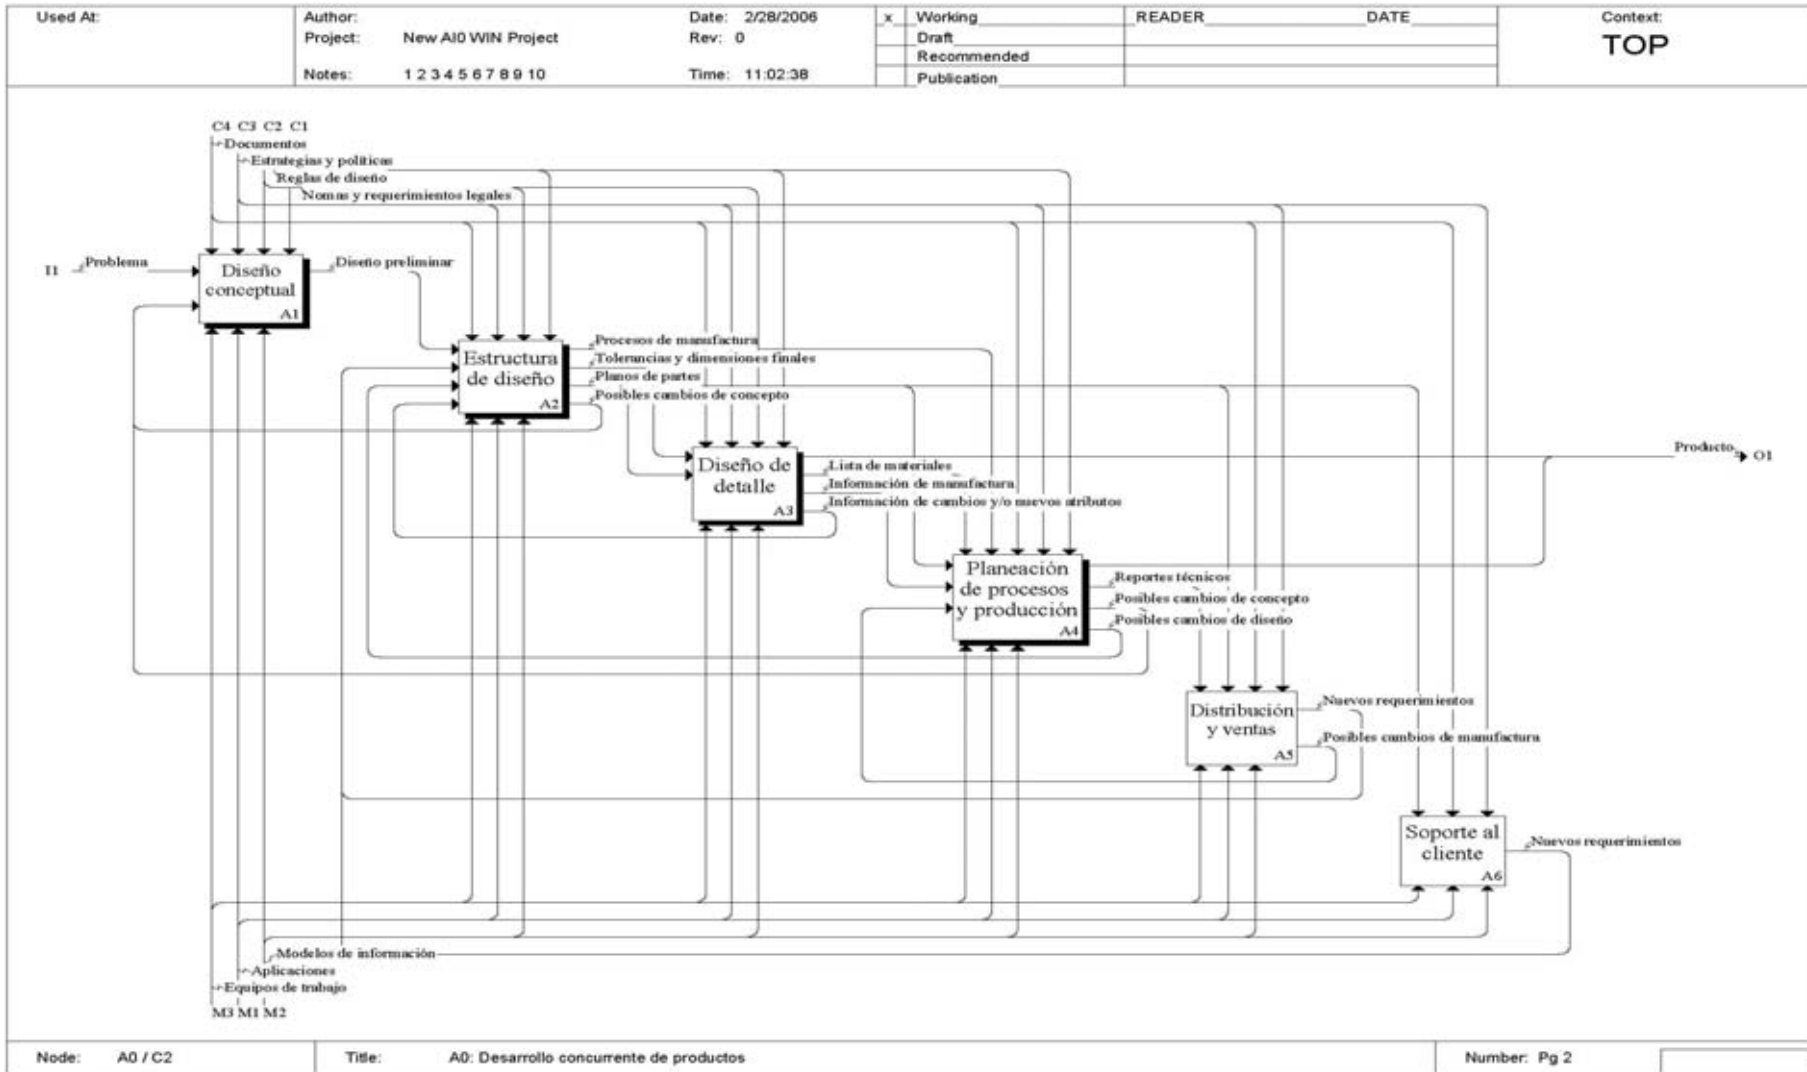 Used At:
Author:
Date: 2/28/2006
x Working
READER
DATE
Context:
Project: New AI0 WIN Project
Rev: 0
Draft
TOP
Recommended
Notes: 1 2 3 4 5 6 7 8 9 10
Time: 11:02:38
Publication
C4 C3 C2 C1
Documentos
Estrategias y políticas
Reglas de diseño
Nomas y requerimientos legales
I1
Problema
Diseño
conceptual
A1
Diseño preliminar
Estructura
de diseño
A2
Procesos de manufactura
Tolerancias y dimensiones finales
Planos de partes
Posibles cambios de concepto
Diseño de
detalle
A3
Producto
O1
Lista de materiales
Información de manufactura
Información de cambios y/o nuevos atributos
Planeación
de procesos
y producción
A4
Reportes técnicos
Posibles cambios de concepto
Posibles cambios de diseño
Distribución
y ventas
A5
Nuevos requerimientos
Posibles cambios de manufactura
Soporte al
cliente
A6
Nuevos requerimientos
Modelos de información
Aplicaciones
Equipos de trabajo
M3 M1 M2
Node: A0 / C2
Title: A0: Desarrollo concurrente de productos
Number: Pg 2